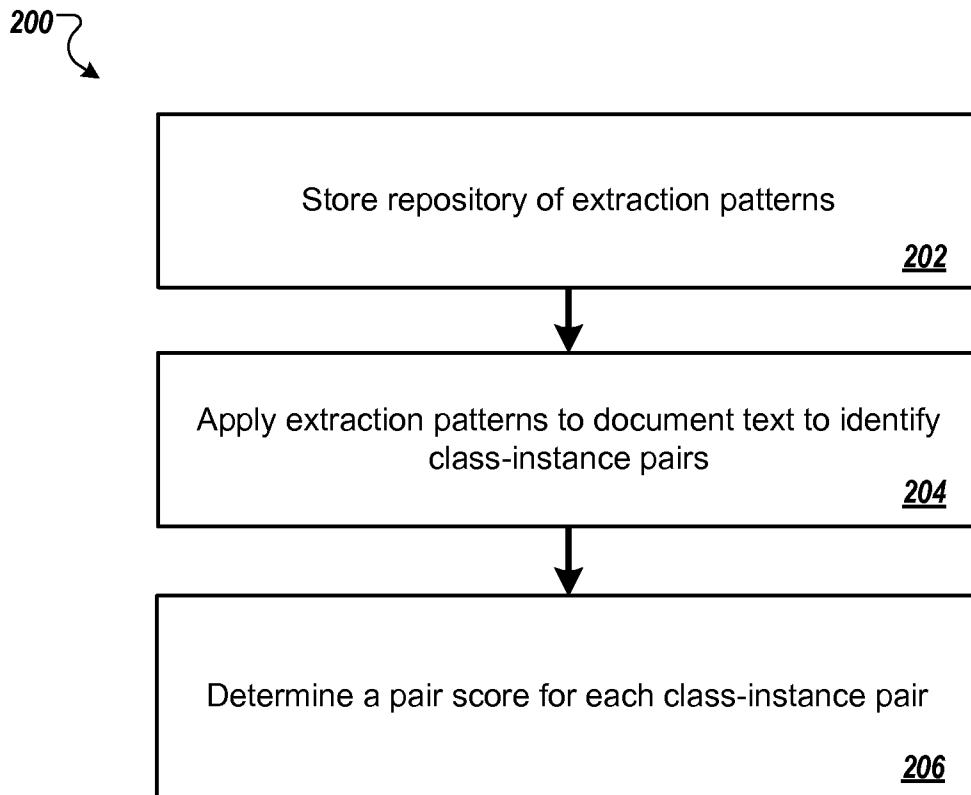 200
Store repository of extraction patterns
202
Apply extraction patterns to document text to identify
class-instance pairs
204
Determine a pair score for each class-instance pair
206